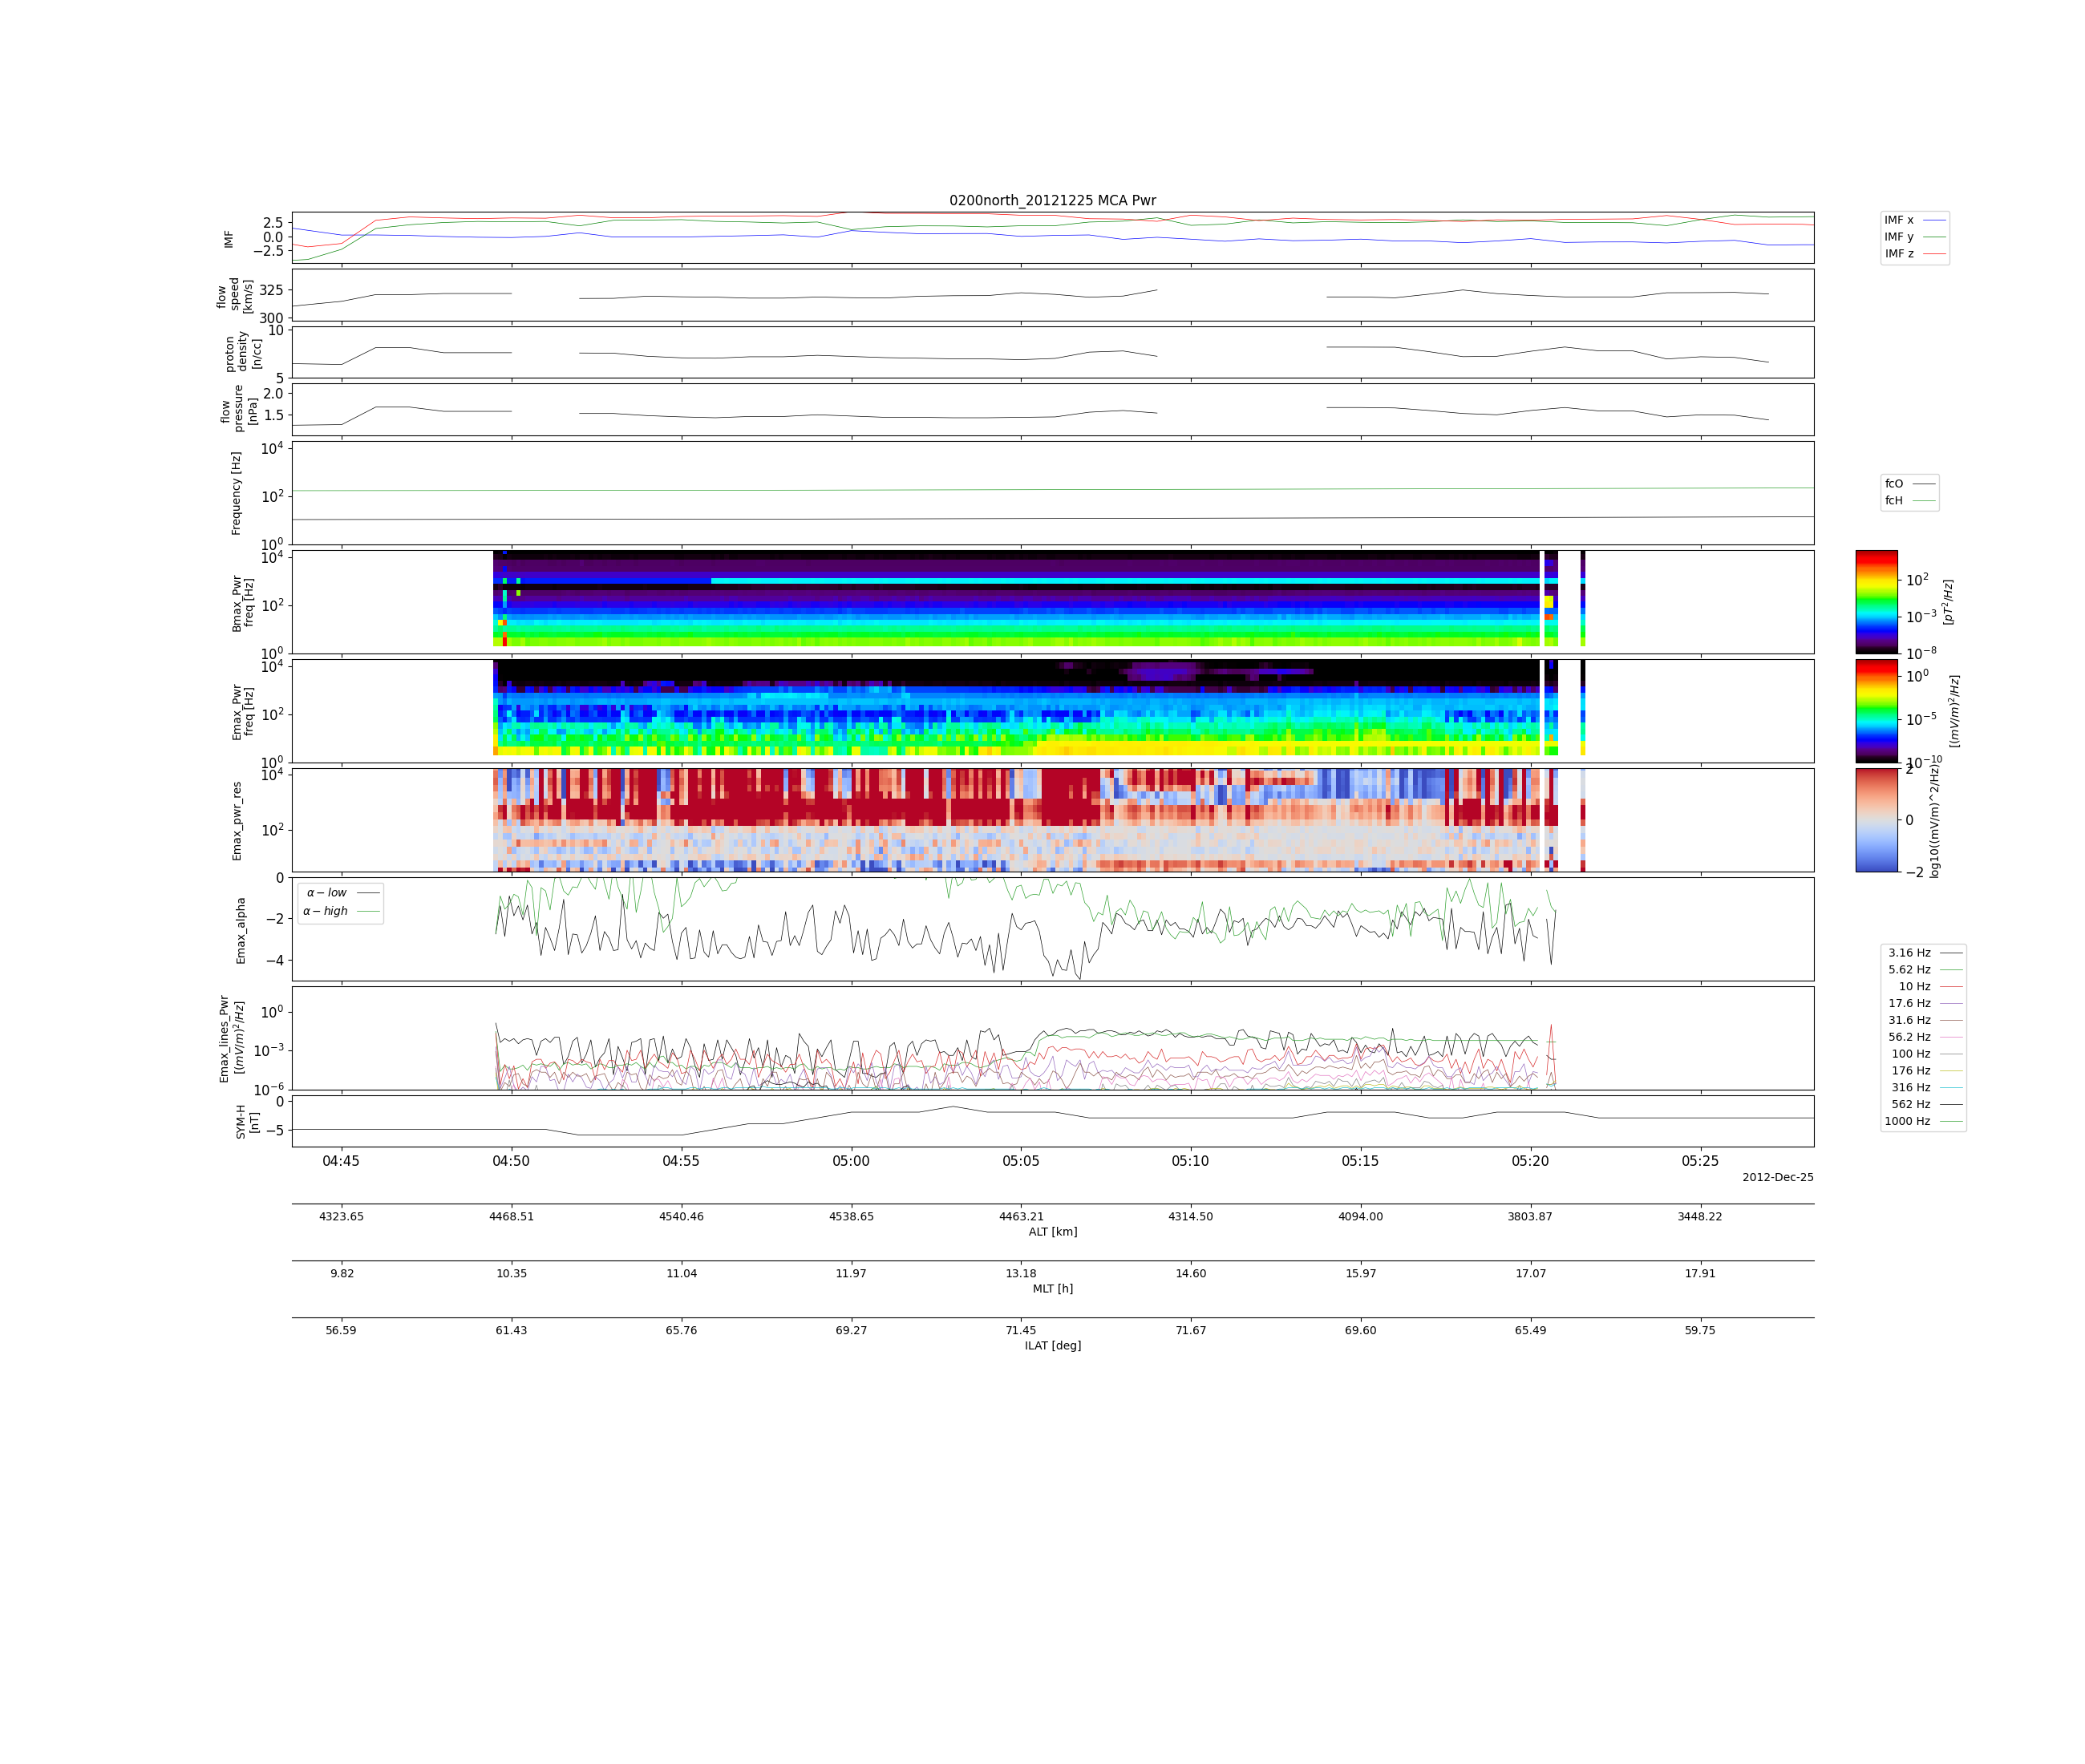 0200north_20121225 MCA Pwr
IMF
2.5
0.0
−2.5
IMF x
IMF y
IMF z
flow
speed
[km/s]
325
300
proton
density
[n/cc]
10
5
flow
pressure
[nPa]
2.0
1.5
Frequency [Hz]
10^4
10^2
10^0
fcO
fcH
Bmax_Pwr
freq [Hz]
10^4
10^2
10^0
10^2
10^−3
10^−8
[pT^2/Hz]
Emax_Pwr
freq [Hz]
10^4
10^2
10^0
10^0
10^−5
10^−10
[(mV/m)^2/Hz]
Emax_pwr_res
10^4
10^2
2
0
−2
log10((mV/m)^2/Hz)
Emax_alpha
0
−2
−4
α − low
α − high
Emax_lines_Pwr
[(mV/m)^2/Hz]
10^0
10^−3
10^−6
3.16 Hz
5.62 Hz
10 Hz
17.6 Hz
31.6 Hz
56.2 Hz
100 Hz
176 Hz
316 Hz
562 Hz
1000 Hz
SYM-H
[nT]
0
−5
04:45 04:50 04:55 05:00 05:05 05:10 05:15 05:20 05:25
2012-Dec-25
4323.65 4468.51 4540.46 4538.65 4463.21 4314.50 4094.00 3803.87 3448.22
ALT [km]
9.82 10.35 11.04 11.97 13.18 14.60 15.97 17.07 17.91
MLT [h]
56.59 61.43 65.76 69.27 71.45 71.67 69.60 65.49 59.75
ILAT [deg]